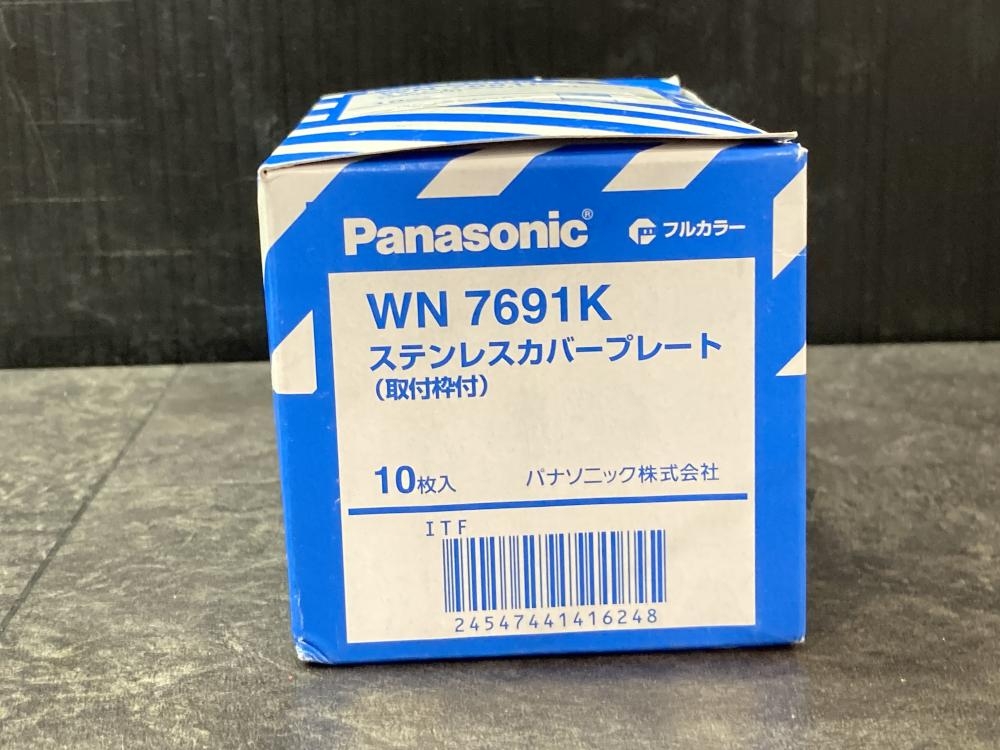 Panasonic® フルカラー
WN 7691K
ステンレスカバープレート
(取付枠付)
10枚入 パナソニック株式会社
ITF
24547441416248